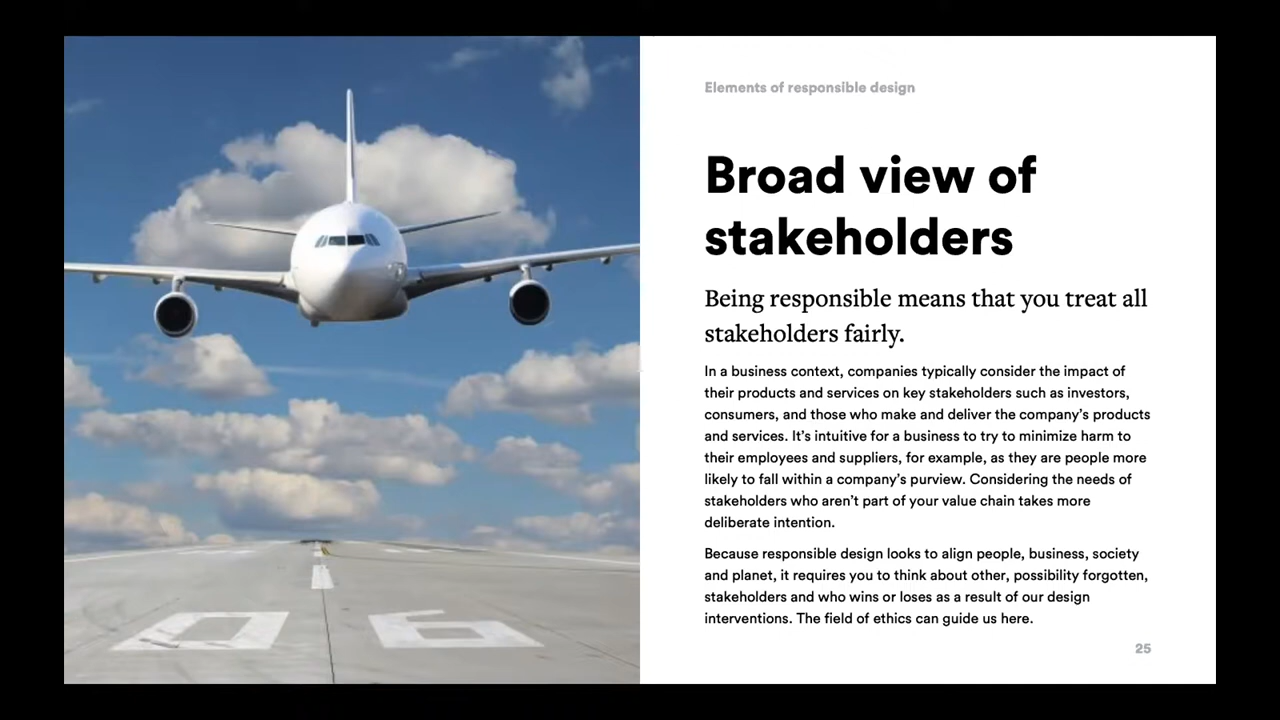 06
Elements of responsible design
Broad view of
stakeholders
Being responsible means that you treat all
stakeholders fairly.
In a business context, companies typically consider the impact of
their products and services on key stakeholders such as investors,
consumers, and those who make and deliver the company's products
and services. It's intuitive for a business to try to minimize harm to
their employees and suppliers, for example, as they are people more
likely to fall within a company's purview. Considering the needs of
stakeholders who aren't part of your value chain takes more
deliberate intention.
Because responsible design looks to align people, business, society
and planet, it requires you to think about other, possibility forgotten,
stakeholders and who wins or loses as a result of our design
interventions. The field of ethics can guide us here.
25